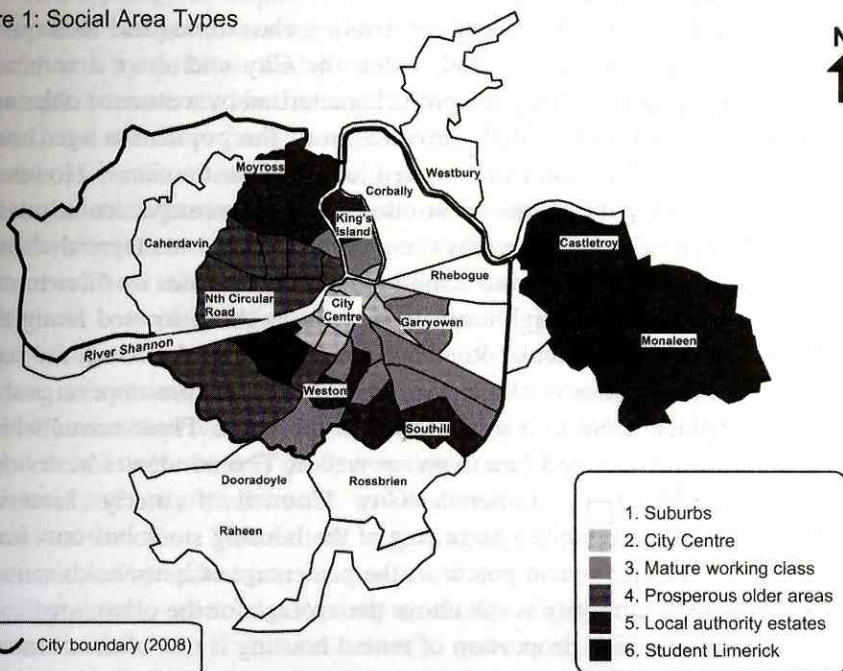 re 1: Social Area Types
N
Westbury
Moyross
Corbally
King's
Island
Caherdavin
Castletroy
Rhebogue
Nth Circular
Road
City
Centre
Garryowen
Monaleen
River Shannon
Weston
Southill
Dooradoyle
Rossbrien
Raheen
1. Suburbs
2. City Centre
3. Mature working class
4. Prosperous older areas
5. Local authority estates
6. Student Limerick
City boundary (2008)